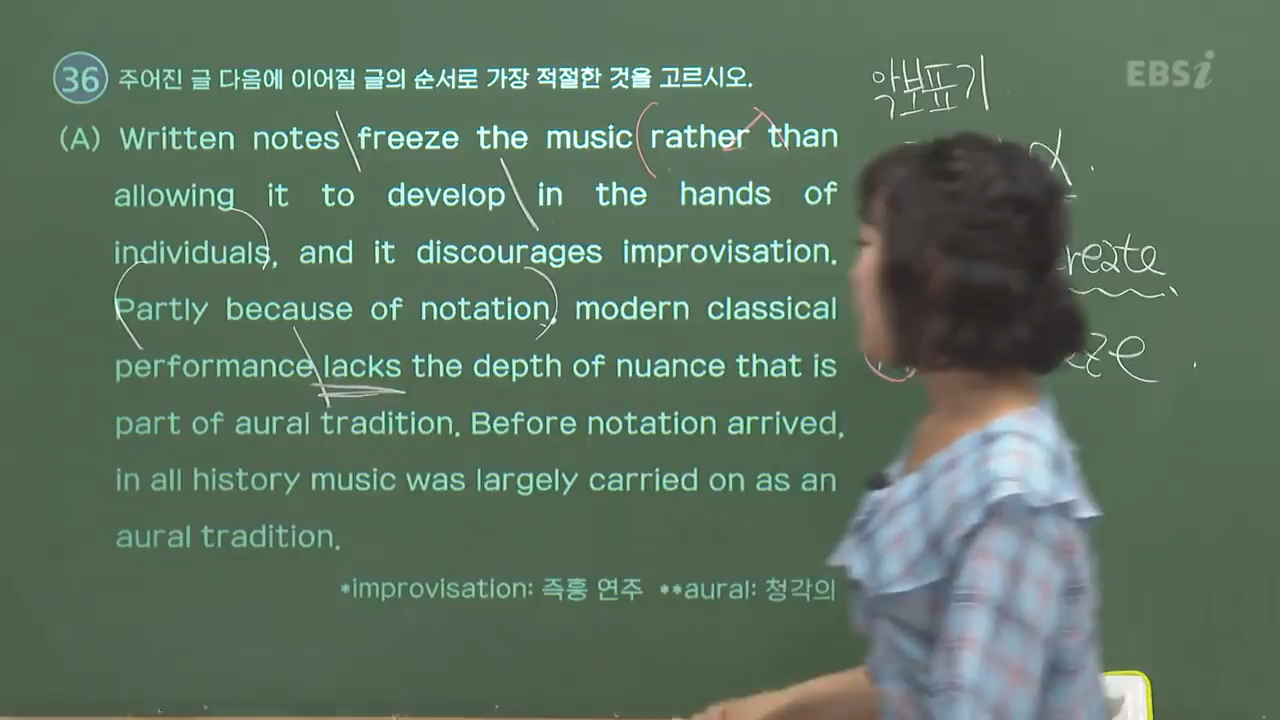 36 주어진 글 다음에 이어질 글의 순서로 가장 적절한 것을 고르시오.
(A) Written notes freeze the music rather than
allowing it to develop in the hands of
individuals, and it discourages improvisation.
Partly because of notation, modern classical
performance lacks the depth of nuance that is
part of aural tradition. Before notation arrived,
in all history music was largely carried on as an
aural tradition.
*improvisation: 즉흥 연주 **aural: 청각의
악보표기
EBSi